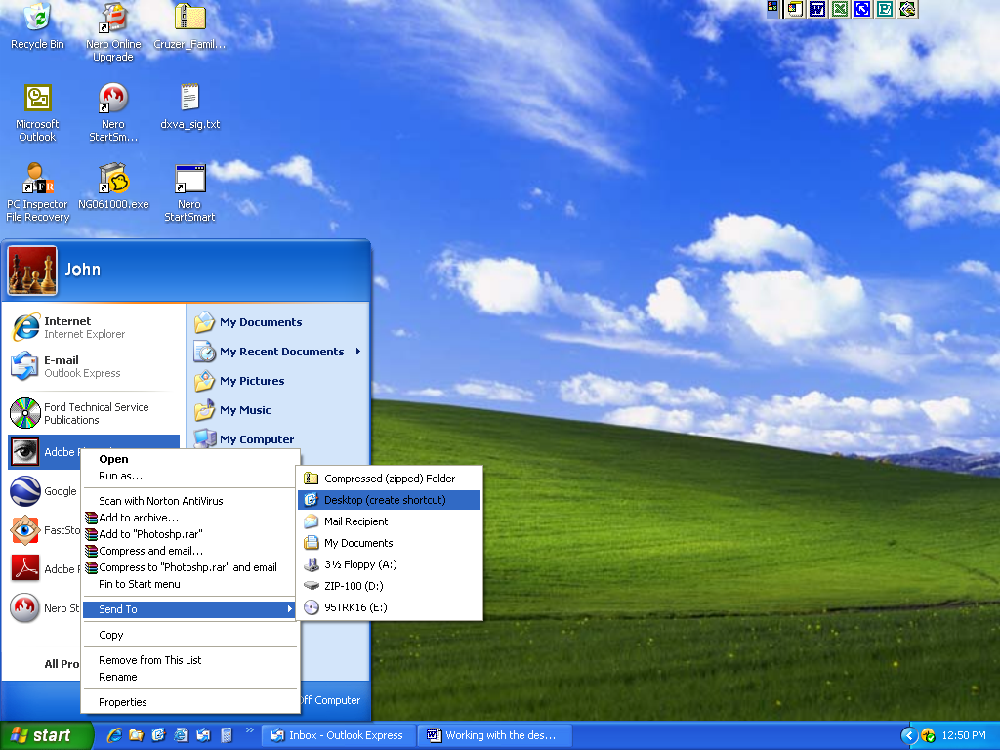 Recycle Bin
Nero Online
Upgrade
Cruzer_Famil...
Microsoft
Outlook
Nero
StartSm...
dxva_sig.txt
PC Inspector
File Recovery
NG061000.exe
Nero
StartSmart
John
Internet
Internet Explorer
E-mail
Outlook Express
Ford Technical Service
Publications
Adobe
Google
FastSto
Adobe
Nero St
All Pro
My Documents
My Recent Documents
My Pictures
My Music
My Computer
Off Computer
Open
Run as...
Scan with Norton AntiVirus
Add to archive...
Add to "Photoshp.rar"
Compress and email...
Compress to "Photoshp.rar" and email
Pin to Start menu
Send To
Copy
Remove from This List
Rename
Properties
Compressed (zipped) Folder
Desktop (create shortcut)
Mail Recipient
My Documents
3½ Floppy (A:)
ZIP-100 (D:)
95TRK16 (E:)
start
Inbox - Outlook Express
Working with the des...
12:50 PM